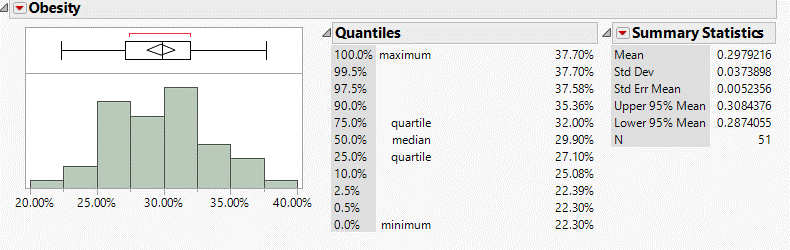 Obesity
20.00% 25.00% 30.00% 35.00% 40.00%
Quantiles
100.0% maximum 37.70%
99.5% 37.70%
97.5% 37.58%
90.0% 35.36%
75.0% quartile 32.00%
50.0% median 29.90%
25.0% quartile 27.10%
10.0% 25.08%
2.5% 22.39%
0.5% 22.30%
0.0% minimum 22.30%
Summary Statistics
Mean 0.2979216
Std Dev 0.0373898
Std Err Mean 0.0052356
Upper 95% Mean 0.3084376
Lower 95% Mean 0.2874055
N 51